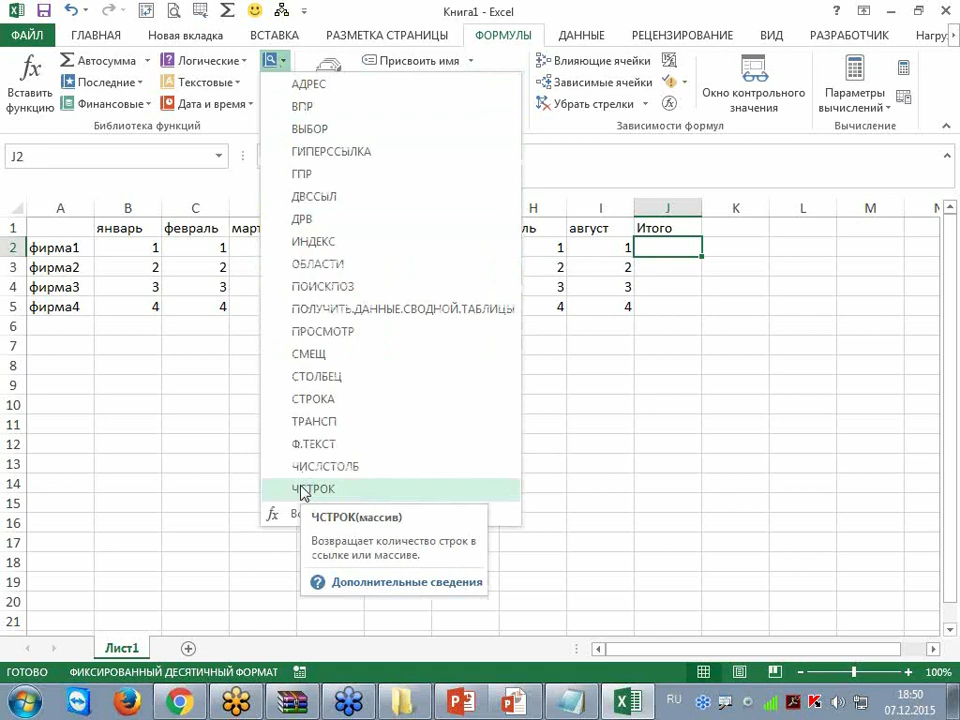 Книга1 - Excel
ФАЙЛ ГЛАВНАЯ Новая вкладка ВСТАВКА РАЗМЕТКА СТРАНИЦЫ ФОРМУЛЫ ДАННЫЕ РЕЦЕНЗИРОВАНИЕ ВИД РАЗРАБОТЧИК Нагру
Вставить функцию
Автосумма
Последние
Финансовые
Логические
Текстовые
Дата и время
Библиотека функций
Присвоить имя
Влияющие ячейки
Зависимые ячейки
Убрать стрелки
Зависимости формул
Окно контрольного значения
Параметры вычислений
Вычисление
J2
АДРЕС
ВПР
ВЫБОР
ГИПЕРССЫЛКА
ГПР
ДВССЫЛ
ДРВ
ИНДЕКС
ОБЛАСТИ
ПОИСКПОЗ
ПОЛУЧИТЬ.ДАННЫЕ.СВОДНОЙ.ТАБЛИЦЫ
ПРОСМОТР
СМЕЩ
СТОЛБЕЦ
СТРОКА
ТРАНСП
Ф.ТЕКСТ
ЧИСЛСТОЛБ
ЧСТРОК
ЧСТРОК(массив)
Возвращает количество строк в
ссылке или массиве.
Дополнительные сведения
A B C H I J K L M
1 январь февраль март ль август Итого
2 фирма1 1 1 1 1
3 фирма2 2 2 2 2
4 фирма3 3 3 3 3
5 фирма4 4 4 4 4
6
7
8
9
10
11
12
13
14
15
16
17
18
19
20
21
Лист1
ГОТОВО ФИКСИРОВАННЫЙ ДЕСЯТИЧНЫЙ ФОРМАТ 100%
RU 18:50
07.12.2015